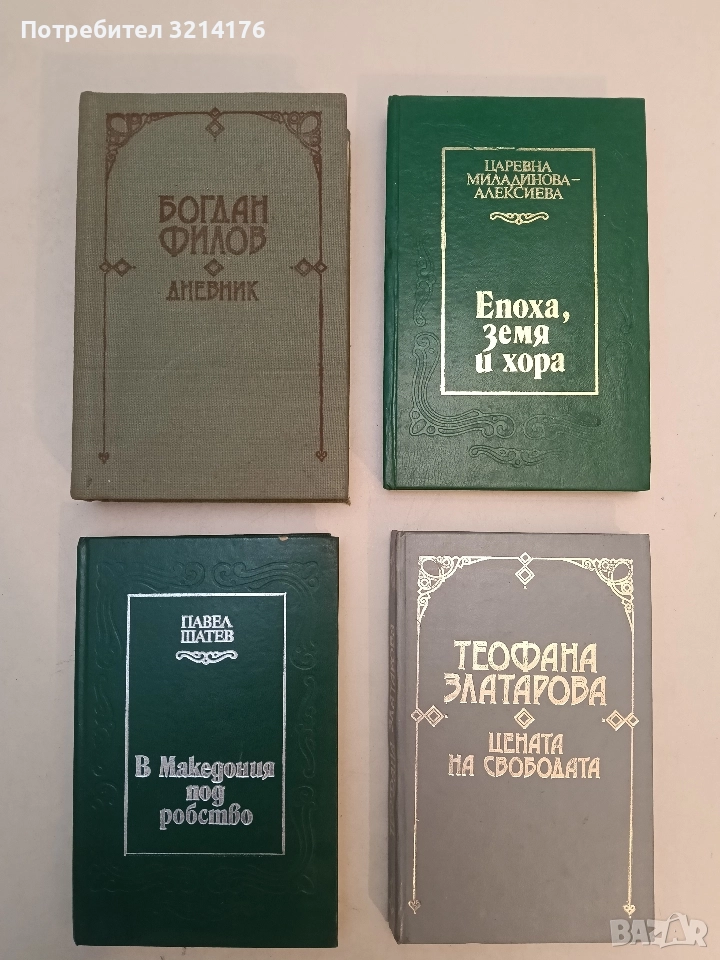 Потребител 3214176
БОГДАН
ФИЛОВ
ДНЕВНИК
ЦАРЕВНА
МИЛАДИНОВА-
АЛЕКСИЕВА
Епоха,
земя
и хора
ПАВЕЛ
ШАТЕВ
В Македония
под
робство
ТЕОФАНА
ЗЛАТАРОВА
ЦЕНАТА
НА СВОБОДАТА
BAZAR